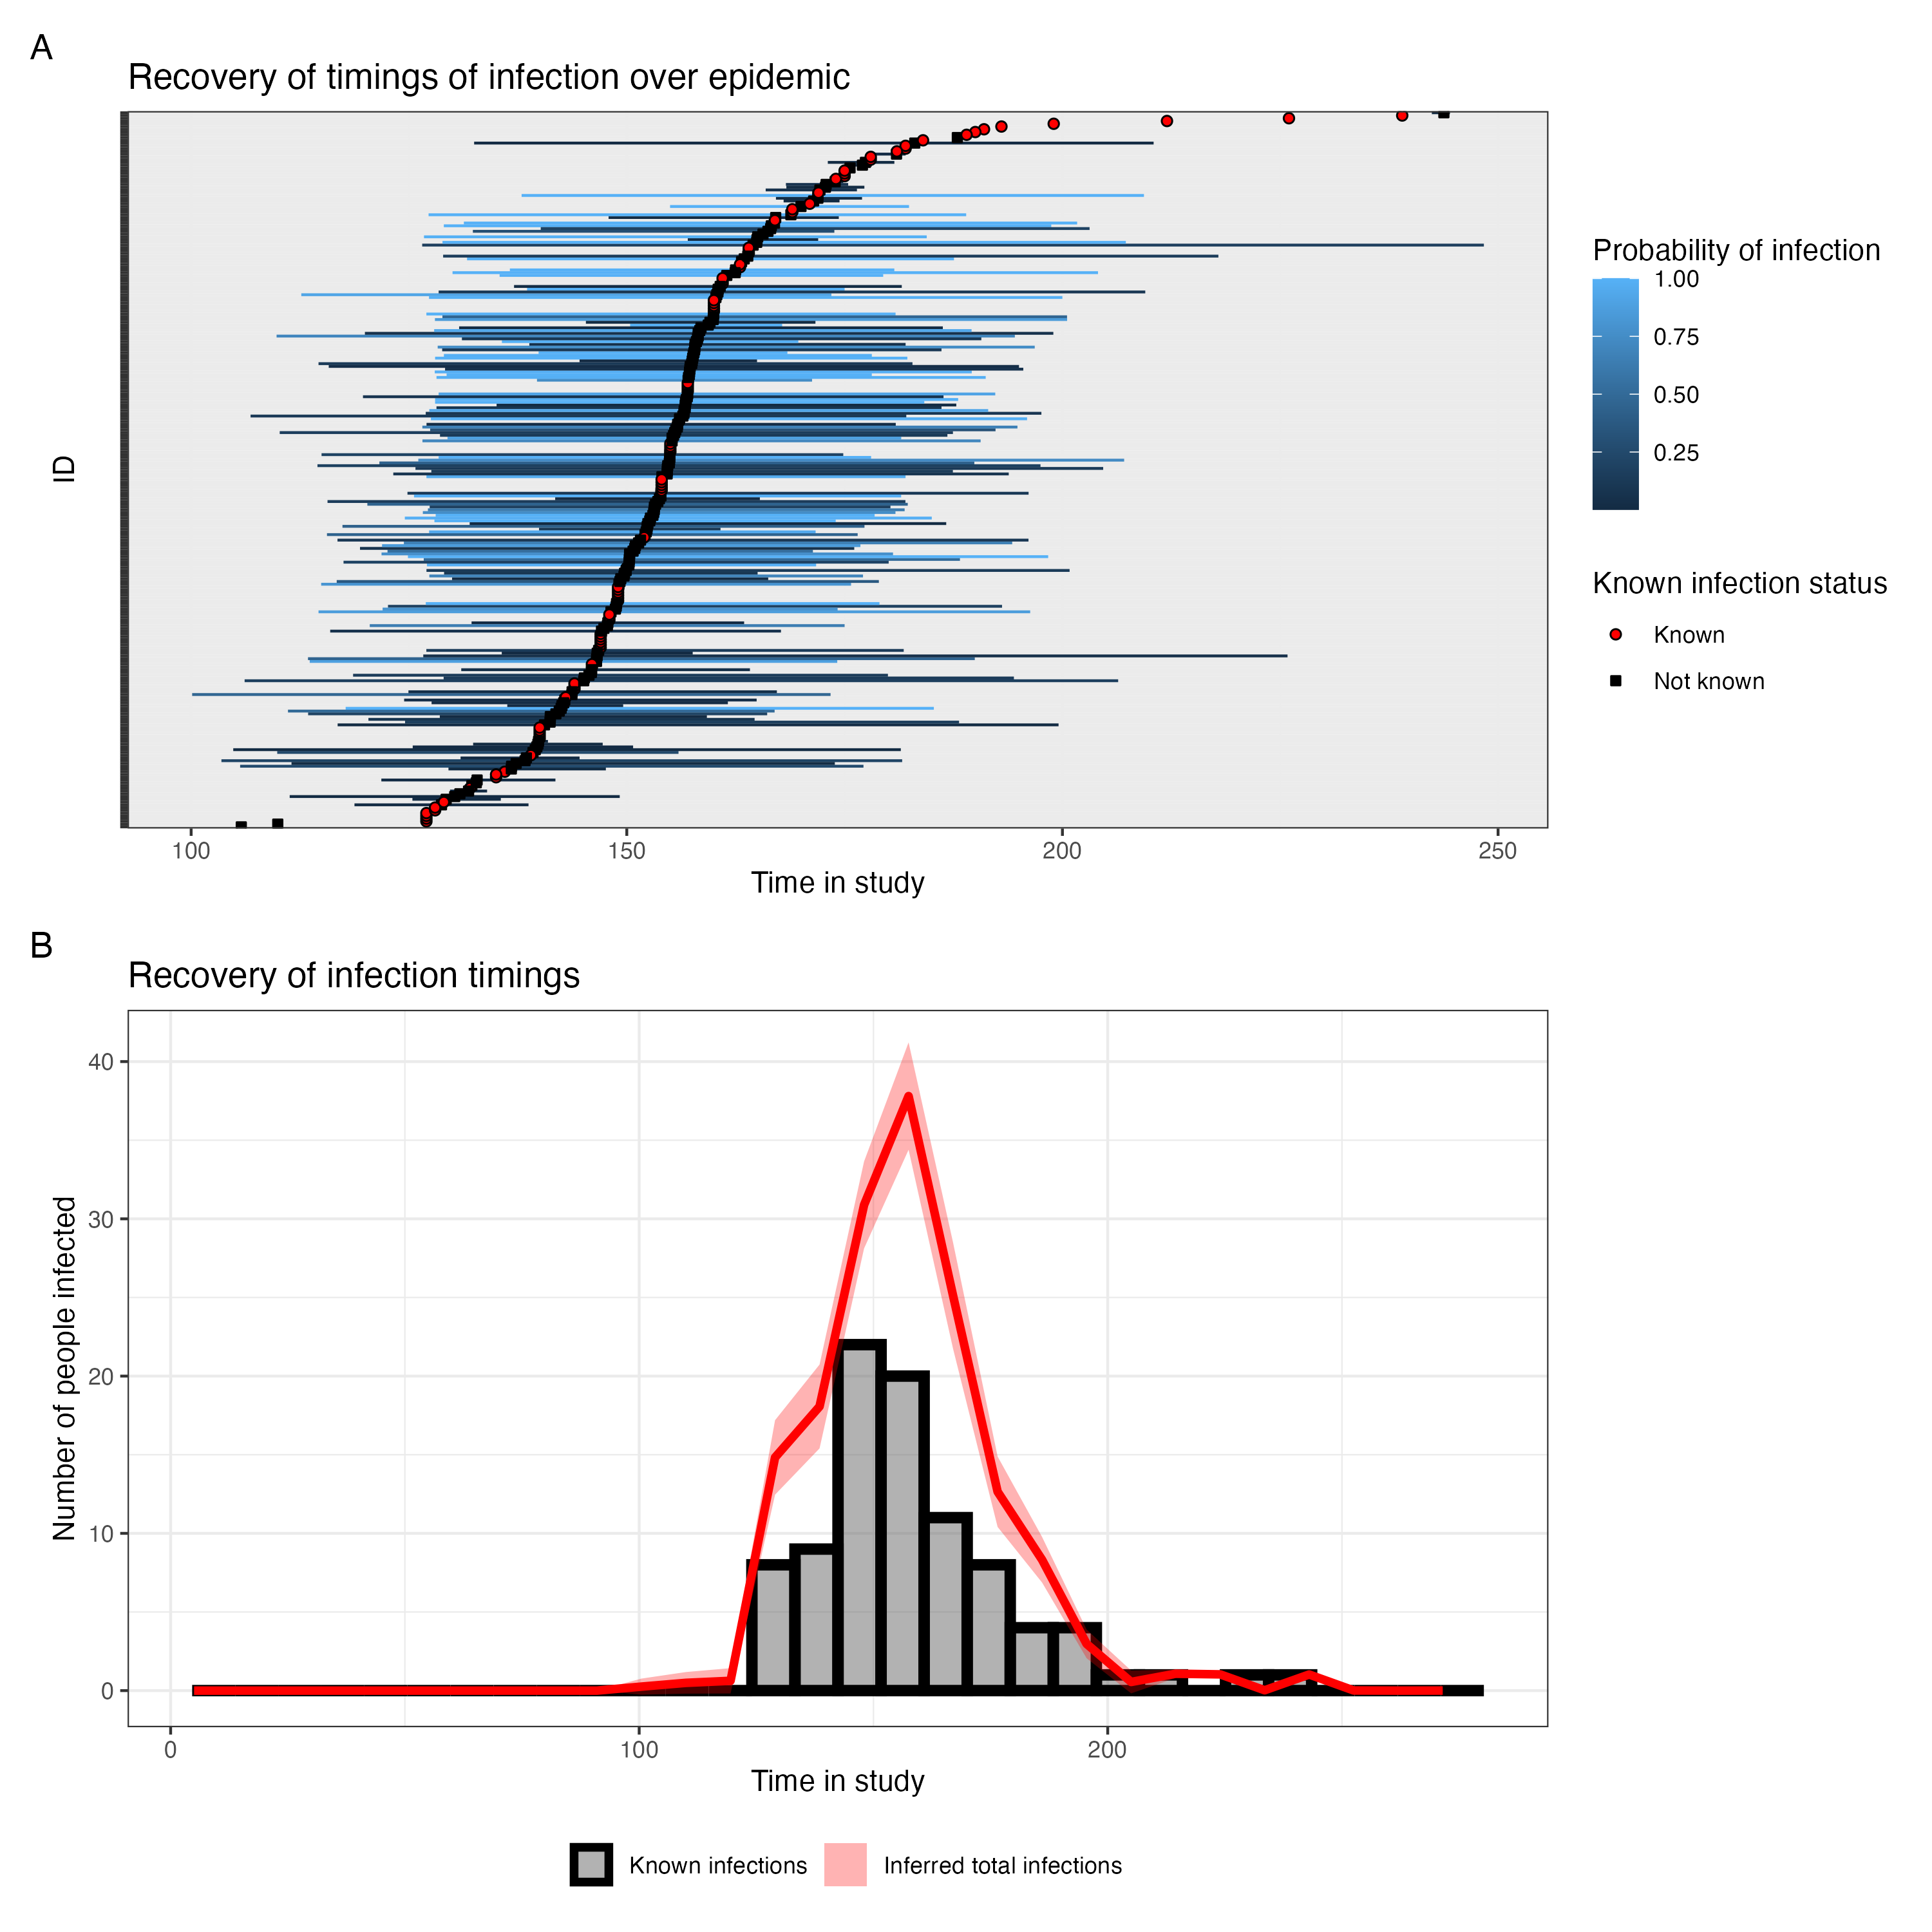 A
Recovery of timings of infection over epidemic
ID
100 150 200 250
Time in study
Probability of infection
1.00
0.75
0.50
0.25
Known infection status
Known
Not known
B
Recovery of infection timings
Number of people infected
40
30
20
10
0
0 100 200
Time in study
Known infections Inferred total infections